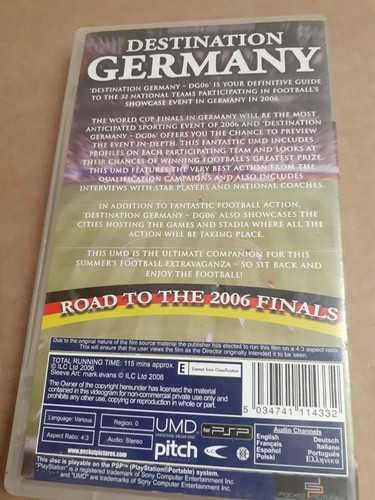 DESTINATION
GERMANY
'DESTINATION GERMANY - DG06' IS YOUR DEFINITIVE GUIDE
TO THE 32 NATIONAL TEAMS PARTICIPATING IN FOOTBALL'S
SHOWCASE EVENT IN GERMANY IN 2006.
THE WORLD CUP FINALS IN GERMANY WILL BE THE MOST
ANTICIPATED SPORTING EVENT OF 2006 AND 'DESTINATION
GERMANY - DG06' OFFERS YOU THE CHANCE TO PREVIEW
THE EVENT IN-DEPTH. THIS FANTASTIC UMD INCLUDES
PROFILES ON EACH PARTICIPATING TEAM AND LOOKS AT
THEIR CHANCES OF WINNING FOOTBALL'S GREATEST PRIZE.
THIS UMD FEATURES THE VERY BEST ACTION FROM THE
QUALIFICATION CAMPAIGNS AND ALSO INCLUDES
INTERVIEWS WITH STAR PLAYERS AND NATIONAL COACHES.
IN ADDITION TO FANTASTIC FOOTBALL ACTION,
'DESTINATION GERMANY - DG06' ALSO SHOWCASES THE
CITIES HOSTING THE GAMES AND STADIA WHERE ALL THE
ACTION WILL BE TAKING PLACE.
THIS UMD IS THE ULTIMATE COMPANION FOR THIS
SUMMER'S FOOTBALL EXTRAVAGANZA - SO SIT BACK AND
ENJOY THE FOOTBALL!
ROAD TO THE 2006 FINALS
Due to the original nature of the film source material the publisher has elected to run this film on a 4:3 aspect ratio
This will ensure that the user views the film as the Director originally intended it to be seen.
TOTAL RUNNING TIME: 115 mins approx.
© ILC Ltd 2006
Sleeve Art: mark.evans © ILC Ltd 2006
E Exempt from Classification
The Owner of the copyright hereunder has licensed the material
contained in this videogram for non-commercial private use only and
prohibits any other use, copying or reproduction in whole or part.
5 034741 114332
Language: Various
Region: 0
Aspect Ratio: 4:3
Audio: Stereo
www.pocketpictures.com
UMD
UNIVERSAL MEDIA DISC
for PSP
pitch
Audio Channels
English
Français
Español
Polski
Deutsch
Italiano
Português
Ελληνικα
This disc is playable on the PSP™ (PlayStation®Portable) system.
"PlayStation" is a registered trademark of Sony Computer Entertainment Inc.
and "UMD" are trademarks of Sony Computer Entertainment Inc.